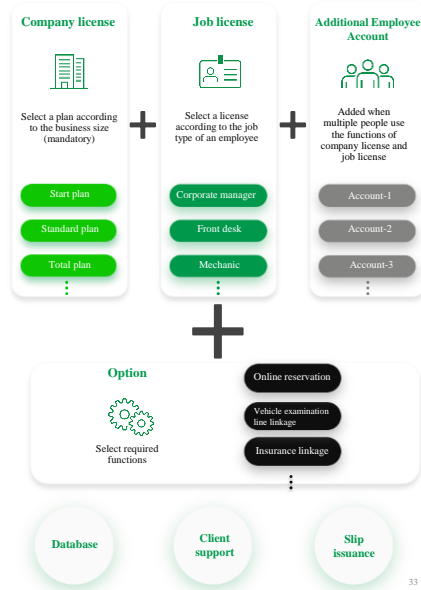 Company license
Select a plan according
to the business size
(mandatory)
Start plan
Standard plan
Total plan
Job license
Select a license
according to the job
type of an employee
Corporate manager
Front desk
Mechanic
Additional Employee
Account
Added when
multiple people use
the functions of
company license and
job license
Account-1
Account-2
Account-3
Option
Select required
functions
Online reservation
Vehicle examination
line linkage
Insurance linkage
Database
Client
support
Slip
issuance
33